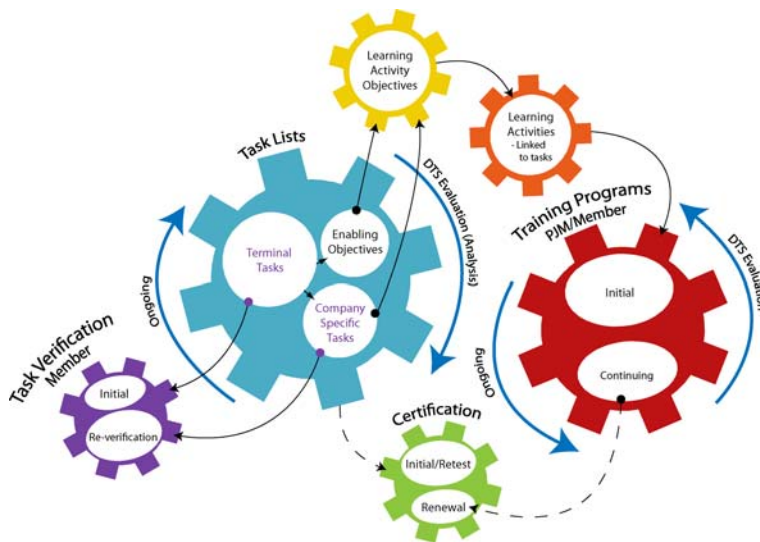 Learning
Activity
Objectives
Learning
Activities
- Linked
to tasks
Task Lists
DTS Evaluation (Analysis)
Training Programs
PJM/Member
Enabling
Objectives
Terminal
Tasks
Company
Specific
Tasks
Ongoing
Initial
Continuing
DTS Evaluation
Ongoing
Task Verification
Member
Initial
Re-verification
Certification
Initial/Retest
Renewal